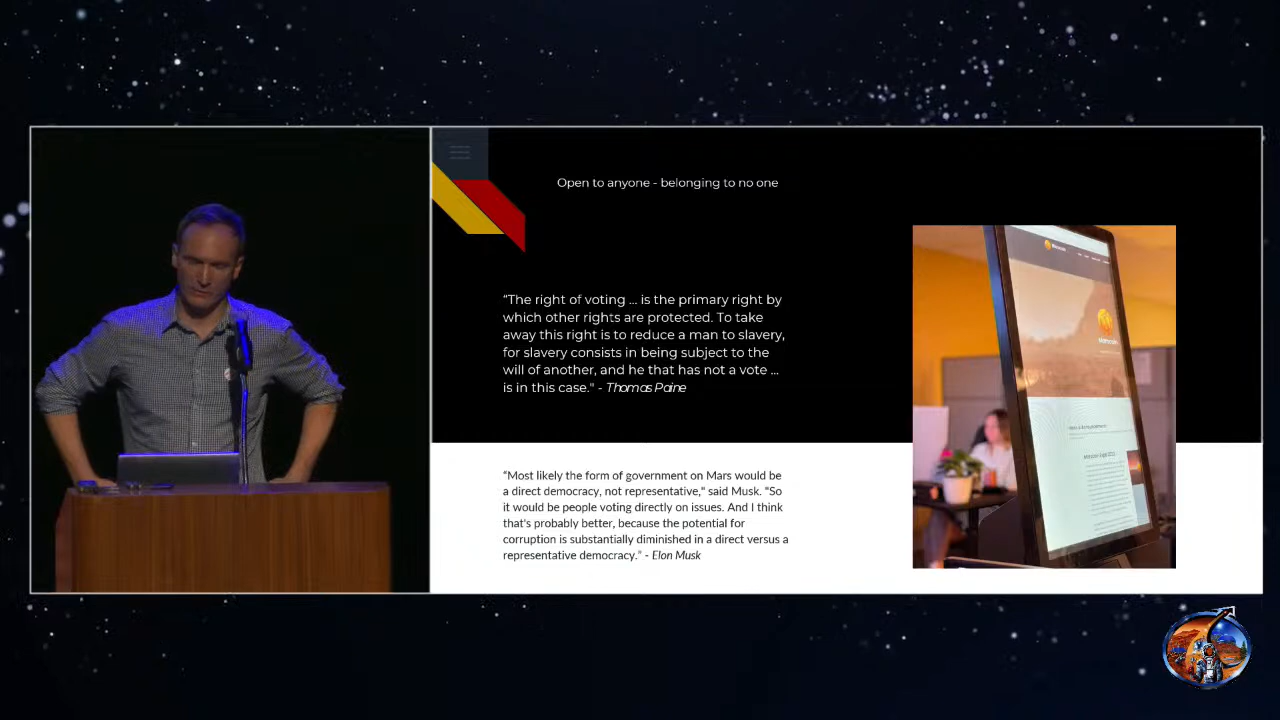 Open to anyone - belonging to no one
“The right of voting ... is the primary right by
which other rights are protected. To take
away this right is to reduce a man to slavery,
for slavery consists in being subject to the
will of another, and he that has not a vote ...
is in this case." - Thomas Paine
“Most likely the form of government on Mars would be
a direct democracy, not representative," said Musk. "So
it would be people voting directly on issues. And I think
that's probably better, because the potential for
corruption is substantially diminished in a direct versus a
representative democracy.” - Elon Musk